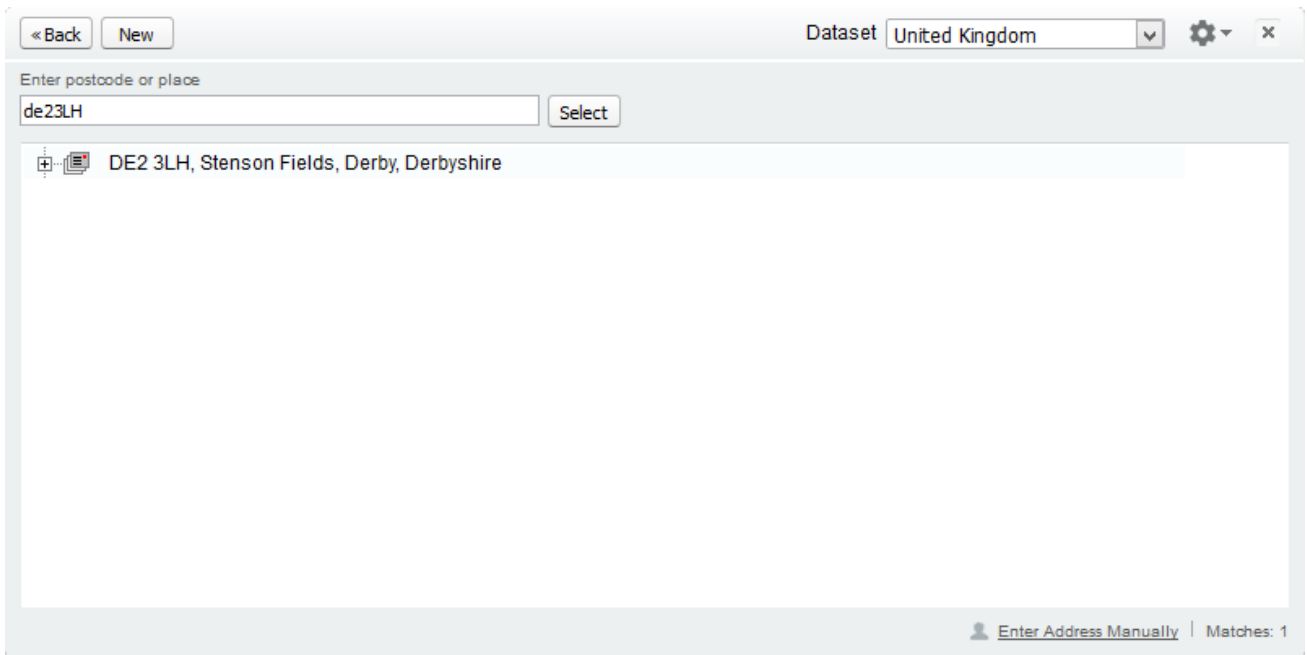 « Back New Dataset United Kingdom
Enter postcode or place
de23LH Select
DE2 3LH, Stenson Fields, Derby, Derbyshire
Enter Address Manually | Matches: 1